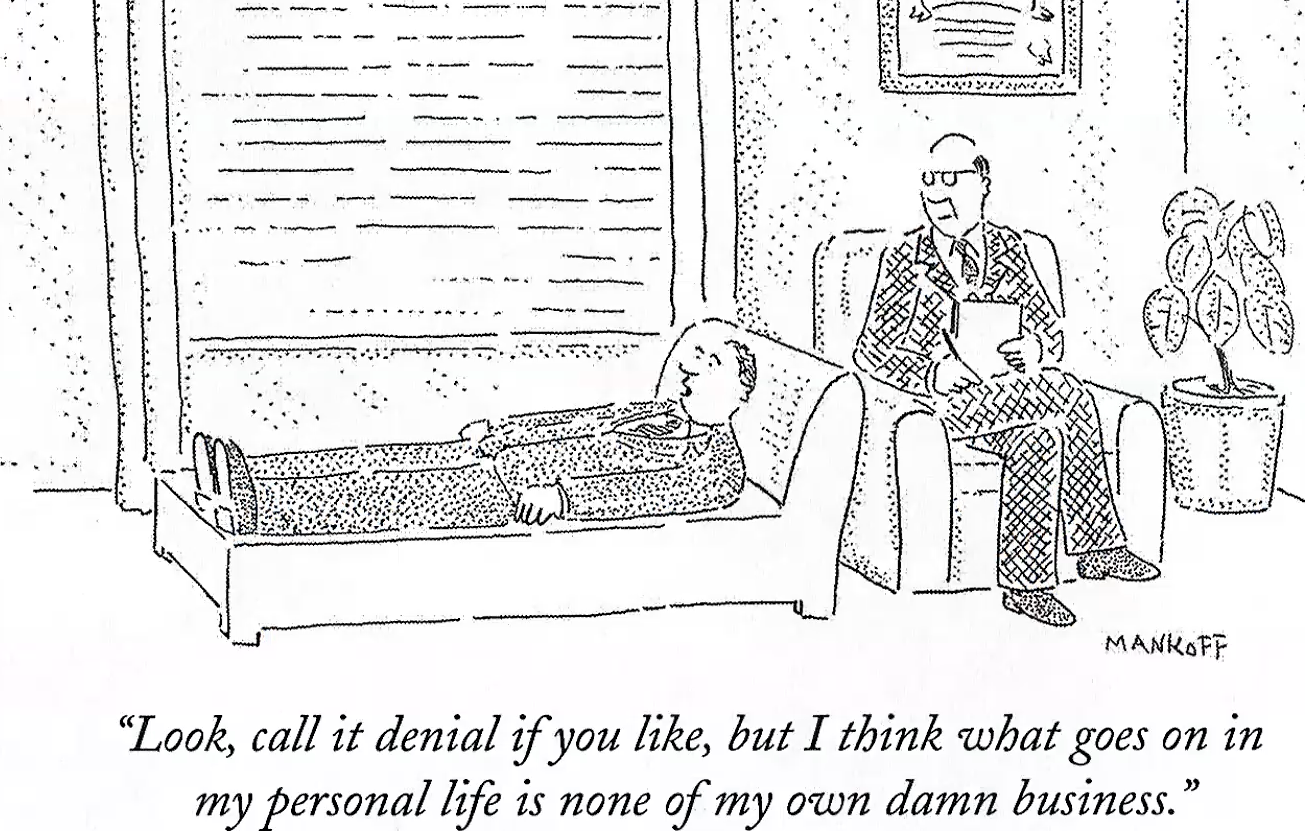 MANKOFF
“Look, call it denial if you like, but I think what goes on in
my personal life is none of my own damn business.”